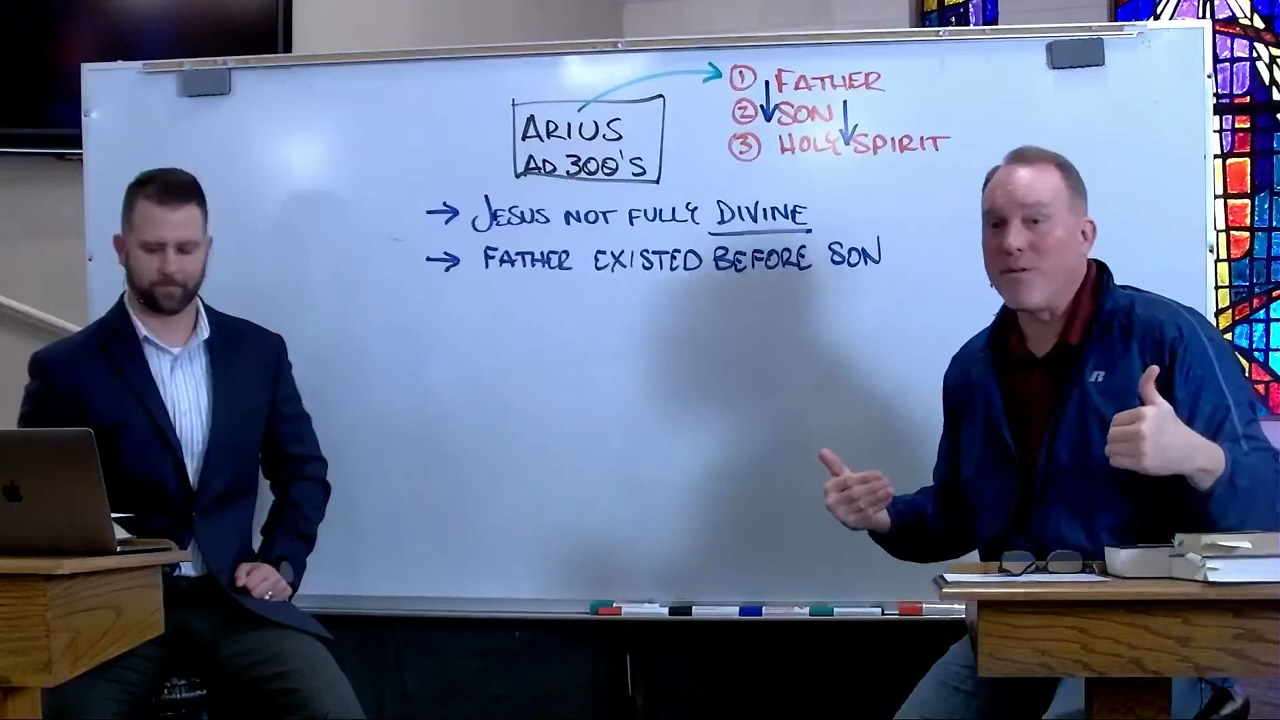 ① FATHER
② SON
③ HOLY SPIRIT
ARIUS
AD 300'S
→ JESUS NOT FULLY DIVINE
→ FATHER EXISTED BEFORE SON
R